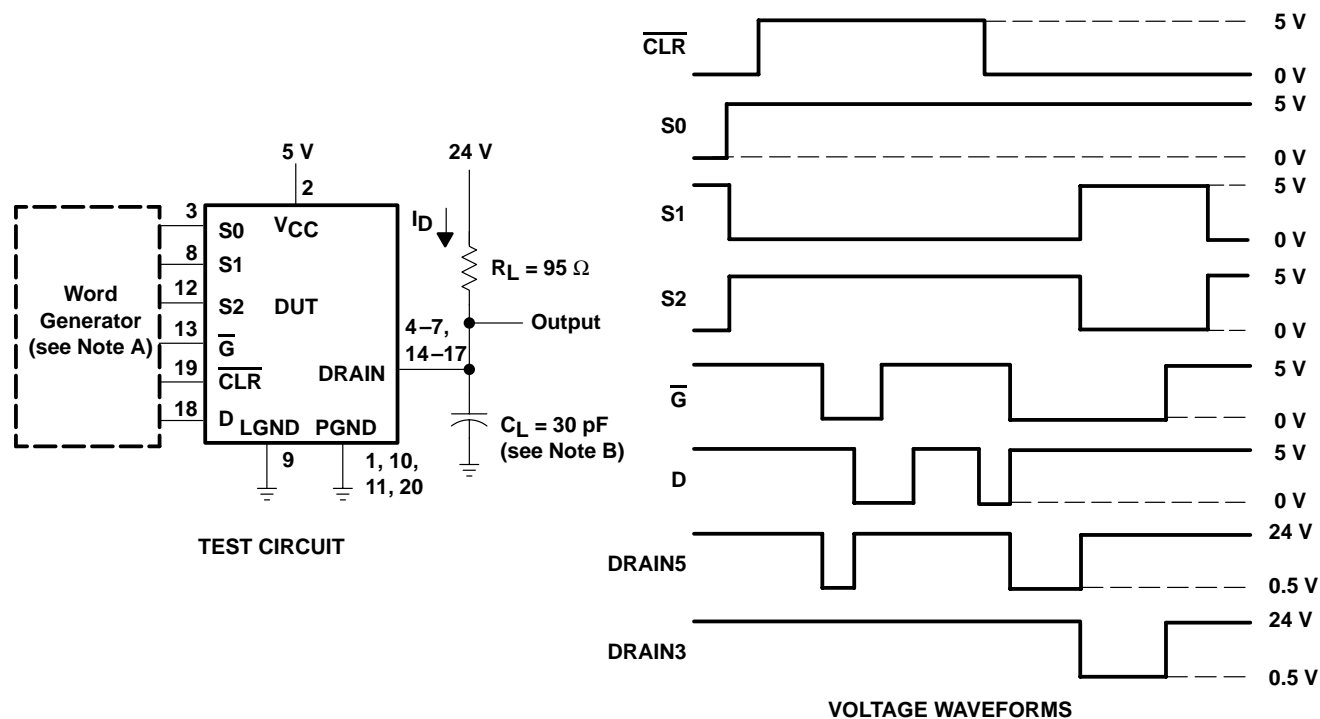 5 V
2
24 V
Word
Generator
(see Note A)
3
8
12
13
19
18
S0
S1
S2
G
CLR
D
VCC
DUT
DRAIN
LGND PGND
9
1, 10,
11, 20
4–7,
14–17
ID
RL = 95 Ω
Output
CL = 30 pF
(see Note B)
TEST CIRCUIT
CLR
5 V
0 V
S0
5 V
0 V
S1
5 V
0 V
S2
5 V
0 V
G
5 V
0 V
D
5 V
0 V
DRAIN5
24 V
0.5 V
DRAIN3
24 V
0.5 V
VOLTAGE WAVEFORMS